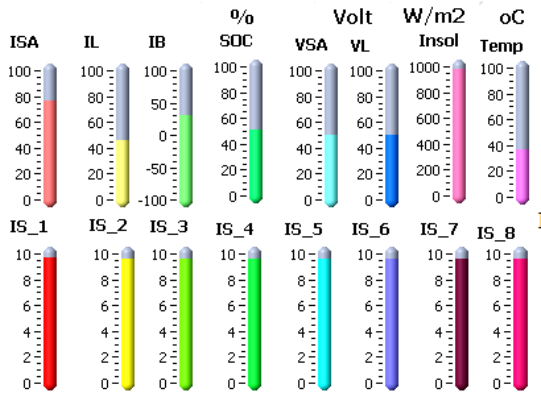 % Volt W/m2 oC
ISA IL IB SOC VSA VL Insol Temp
100 100 100 100 100 100 1000 100
80 80 50 80 80 80 800 80
60 60 0 60 60 60 600 60
40 40 -50 40 40 40 400 40
20 20 -100 20 20 20 200 20
0 0 0 0 0 0 0
IS_1 IS_2 IS_3 IS_4 IS_5 IS_6 IS_7 IS_8
10 10 10 10 10 10 10 10
8 8 8 8 8 8 8 8
6 6 6 6 6 6 6 6
4 4 4 4 4 4 4 4
2 2 2 2 2 2 2 2
0 0 0 0 0 0 0 0